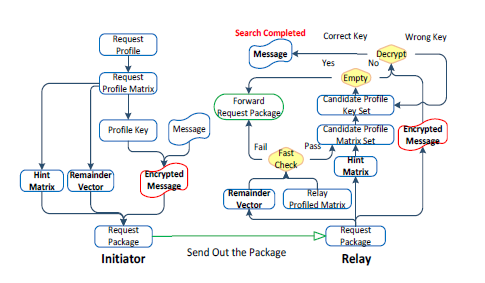 Request
Profile
Request
Profile Matrix
Profile Key
Message
Hint
Matrix
Remainder
Vector
Encrypted
Message
Request
Package
Initiator
Send Out the Package
Search Completed
Correct Key
Wrong Key
Message
Decrypt
Yes
No
Empty
Forward
Request Package
Candidate Profile
Key Set
Candidate Profile
Matrix Set
Encrypted
Message
Fail
Fast
Check
Pass
Hint
Matrix
Remainder
Vector
Relay
Profiled Matrix
Request
Package
Relay